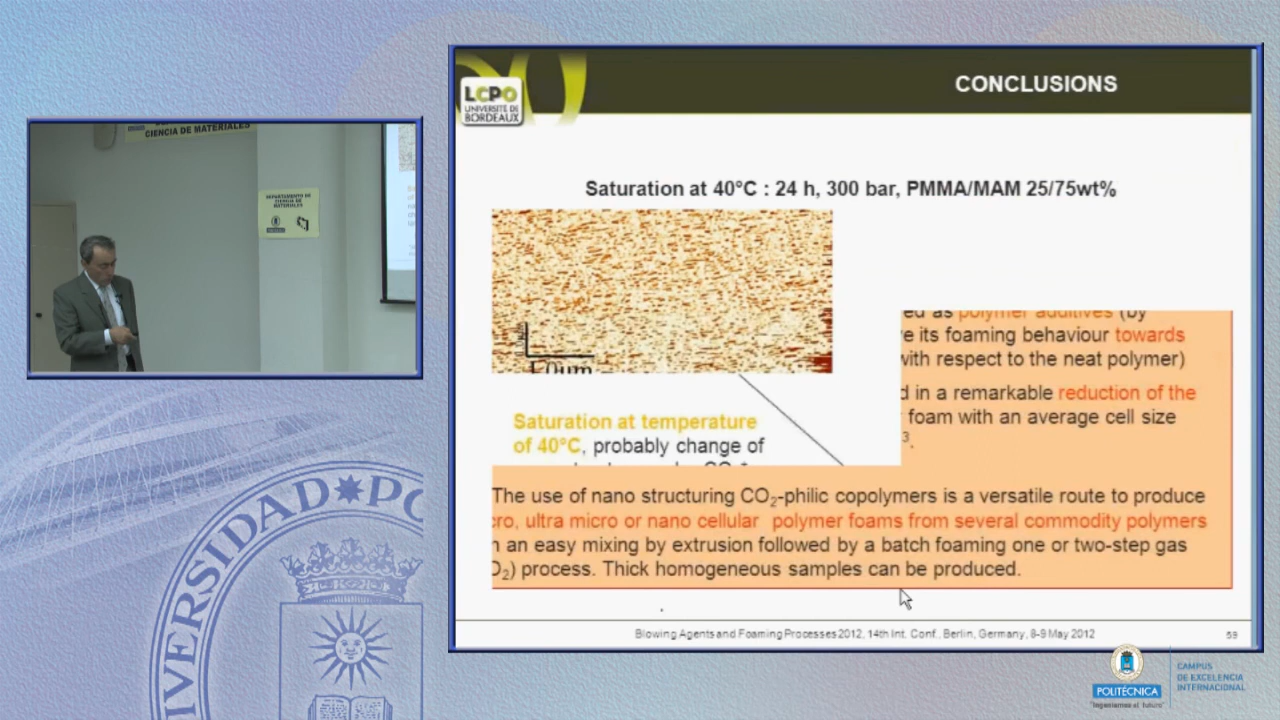 CIENCIA DE MATERIALES
DEPARTAMENTO DE
CIENCIA DE
MATERIALES
LCPO
UNIVERSITÉ DE
BORDEAUX
CONCLUSIONS
Saturation at 40°C : 24 h, 300 bar, PMMA/MAM 25/75wt%
ed as polymer additives (by
e its foaming behaviour towards
with respect to the neat polymer)
d in a remarkable reduction of the
foam with an average cell size
3.
Saturation at temperature
of 40°C, probably change of
The use of nano structuring CO2-philic copolymers is a versatile route to produce
cro, ultra micro or nano cellular polymer foams from several commodity polymers
n an easy mixing by extrusion followed by a batch foaming one or two-step gas
O2) process. Thick homogeneous samples can be produced.
Blowing Agents and Foaming Processes 2012, 14th Int. Conf., Berlin, Germany, 8-9 May 2012
59
UNIVERSIDAD PO
POLITÉCNICA
"Ingeniamos el futuro"
CAMPUS
DE EXCELENCIA
INTERNACIONAL